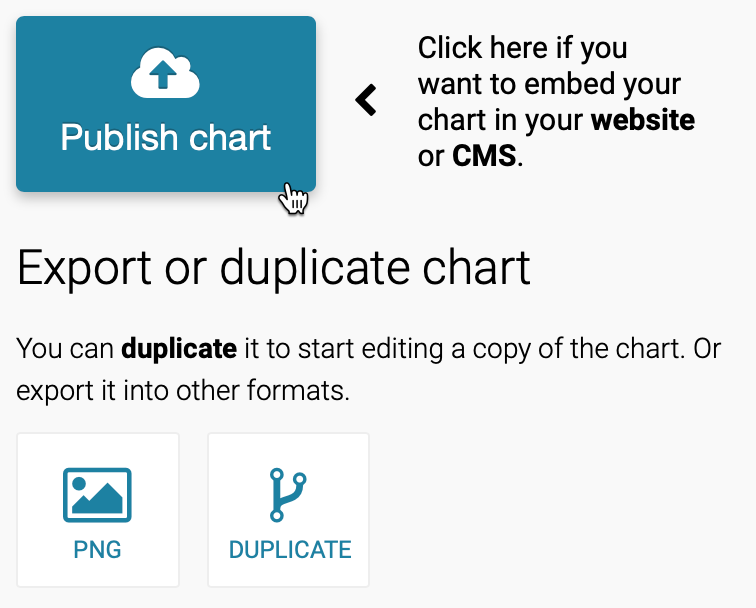 Publish chart
Click here if you
want to embed your
chart in your website
or CMS.
Export or duplicate chart
You can duplicate it to start editing a copy of the chart. Or
export it into other formats.
PNG
DUPLICATE